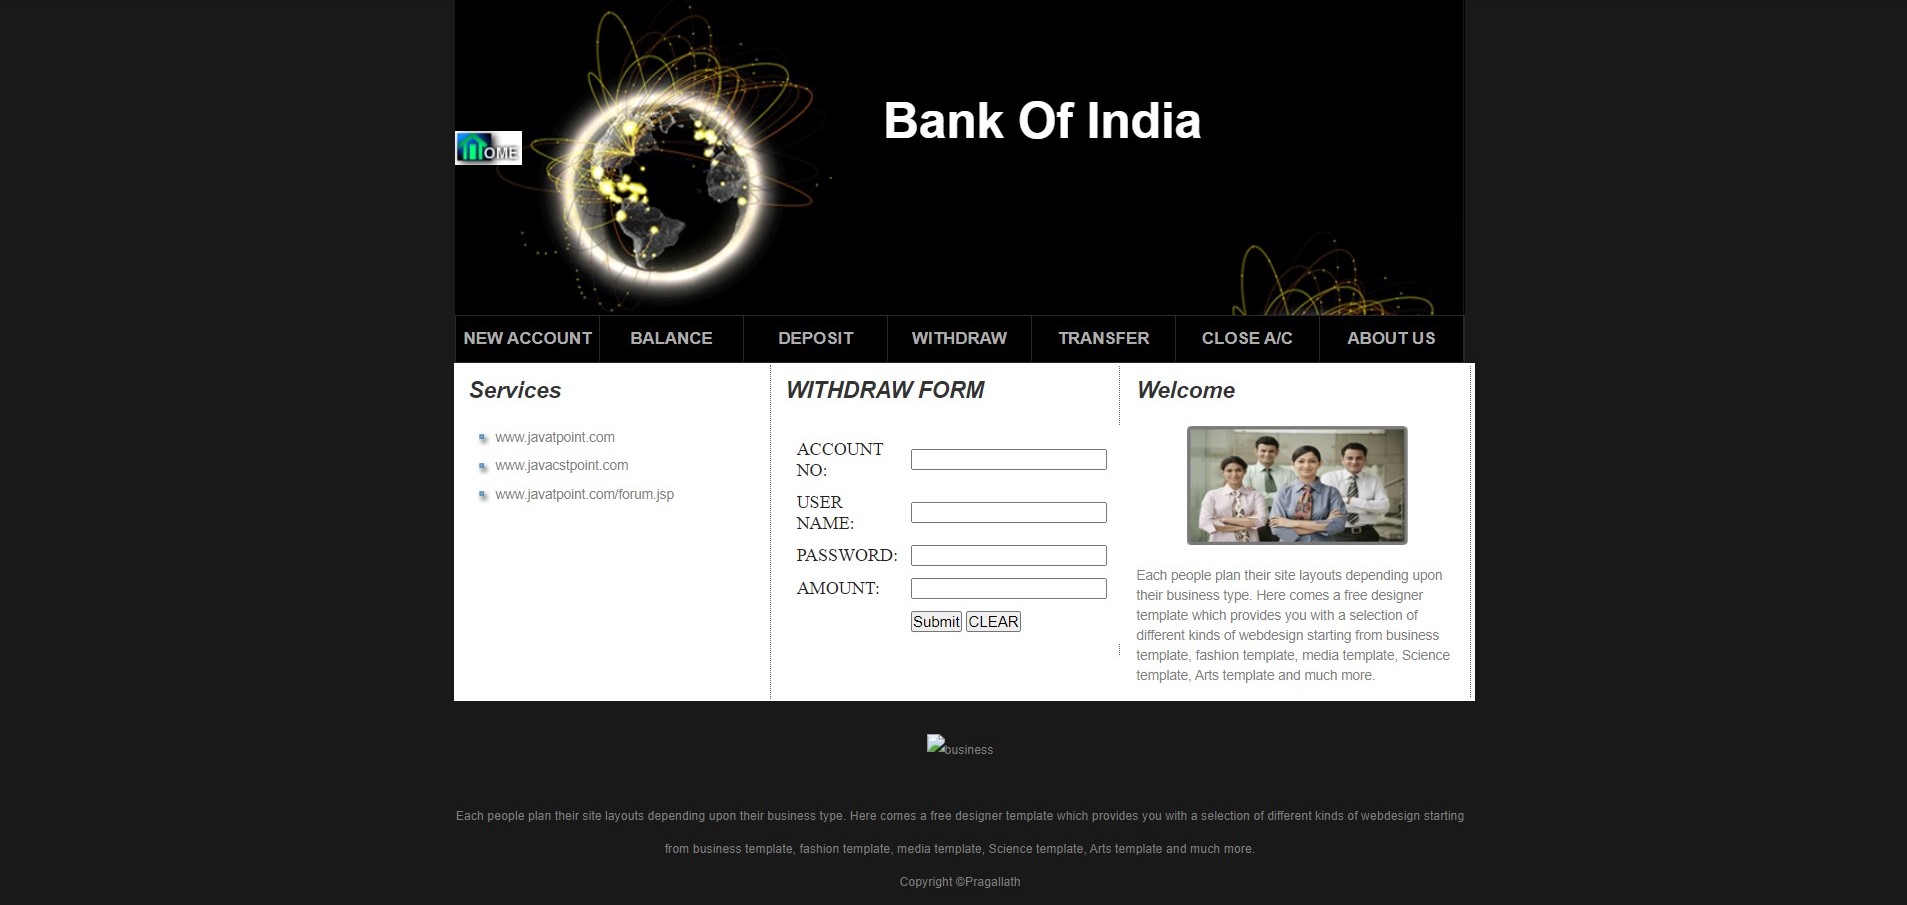 Bank Of India
OME
NEW ACCOUNT
BALANCE
DEPOSIT
WITHDRAW
TRANSFER
CLOSE A/C
ABOUT US
Services
www.javatpoint.com
www.javacstpoint.com
www.javatpoint.com/forum.jsp
WITHDRAW FORM
ACCOUNT
NO:
USER
NAME:
PASSWORD:
AMOUNT:
Submit CLEAR
Welcome
Each people plan their site layouts depending upon
their business type. Here comes a free designer
template which provides you with a selection of
different kinds of webdesign starting from business
template, fashion template, media template, Science
template, Arts template and much more.
business
Each people plan their site layouts depending upon their business type. Here comes a free designer template which provides you with a selection of different kinds of webdesign starting
from business template, fashion template, media template, Science template, Arts template and much more.
Copyright ©Pragallath